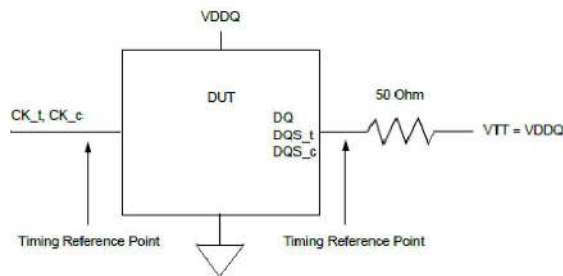 VDDQ
CK_t, CK_c
DUT
DQ
DQS_t
DQS_c
50 Ohm
VTT = VDDQ
Timing Reference Point
Timing Reference Point